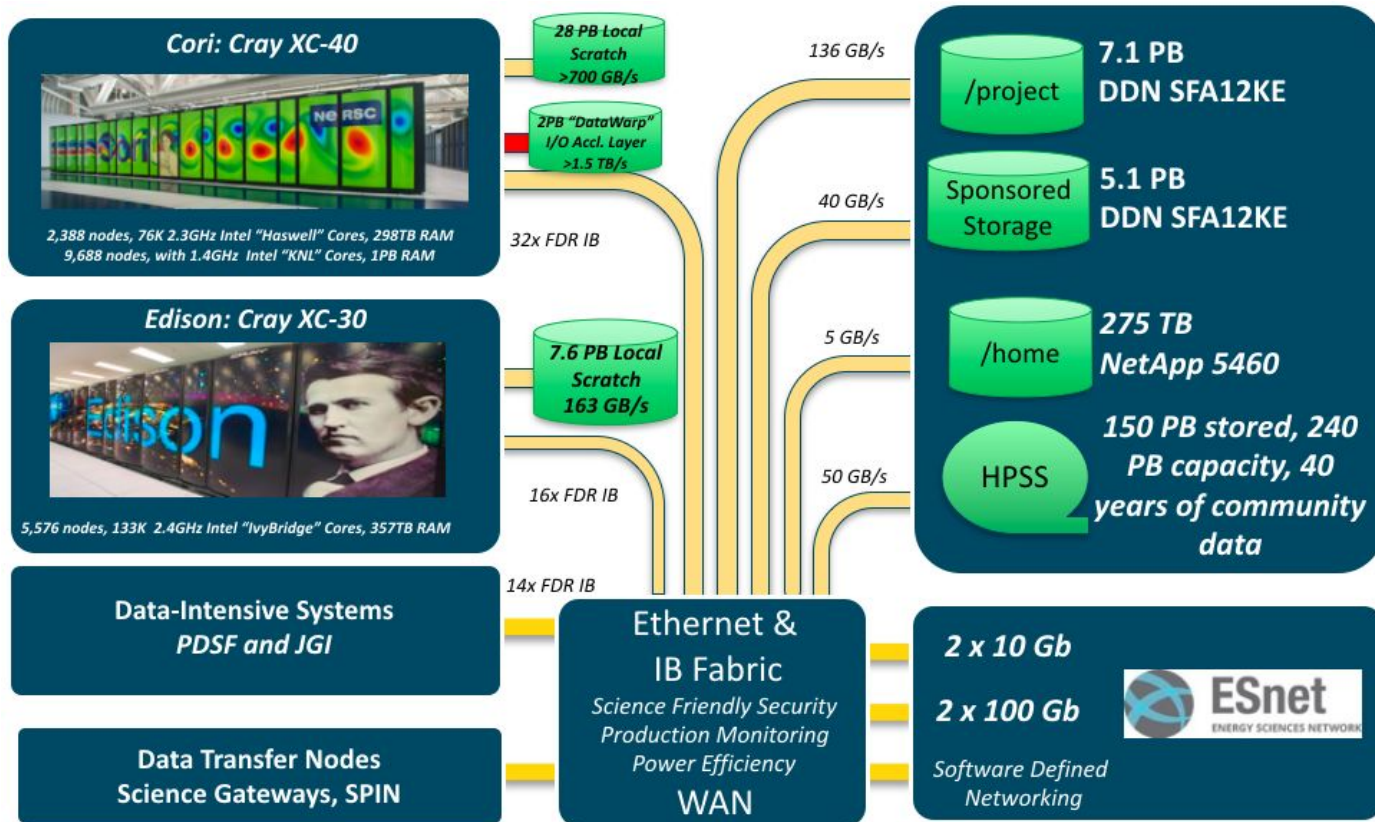 Cori: Cray XC-40
NeRSC
Cori
2,388 nodes, 76K 2.3GHz Intel “Haswell” Cores, 298TB RAM
9,688 nodes, with 1.4GHz Intel “KNL” Cores, 1PB RAM
28 PB Local
Scratch
>700 GB/s
2PB “DataWarp”
I/O Accl. Layer
>1.5 TB/s
32x FDR IB
Edison: Cray XC-30
Edison
5,576 nodes, 133K 2.4GHz Intel “IvyBridge” Cores, 357TB RAM
7.6 PB Local
Scratch
163 GB/s
16x FDR IB
Data-Intensive Systems
PDSF and JGI
14x FDR IB
Data Transfer Nodes
Science Gateways, SPIN
Ethernet &
IB Fabric
Science Friendly Security
Production Monitoring
Power Efficiency
WAN
136 GB/s
/project
7.1 PB
DDN SFA12KE
40 GB/s
Sponsored
Storage
5.1 PB
DDN SFA12KE
5 GB/s
/home
275 TB
NetApp 5460
50 GB/s
HPSS
150 PB stored, 240
PB capacity, 40
years of community
data
2 x 10 Gb
2 x 100 Gb
Software Defined
Networking
ESnet
ENERGY SCIENCES NETWORK